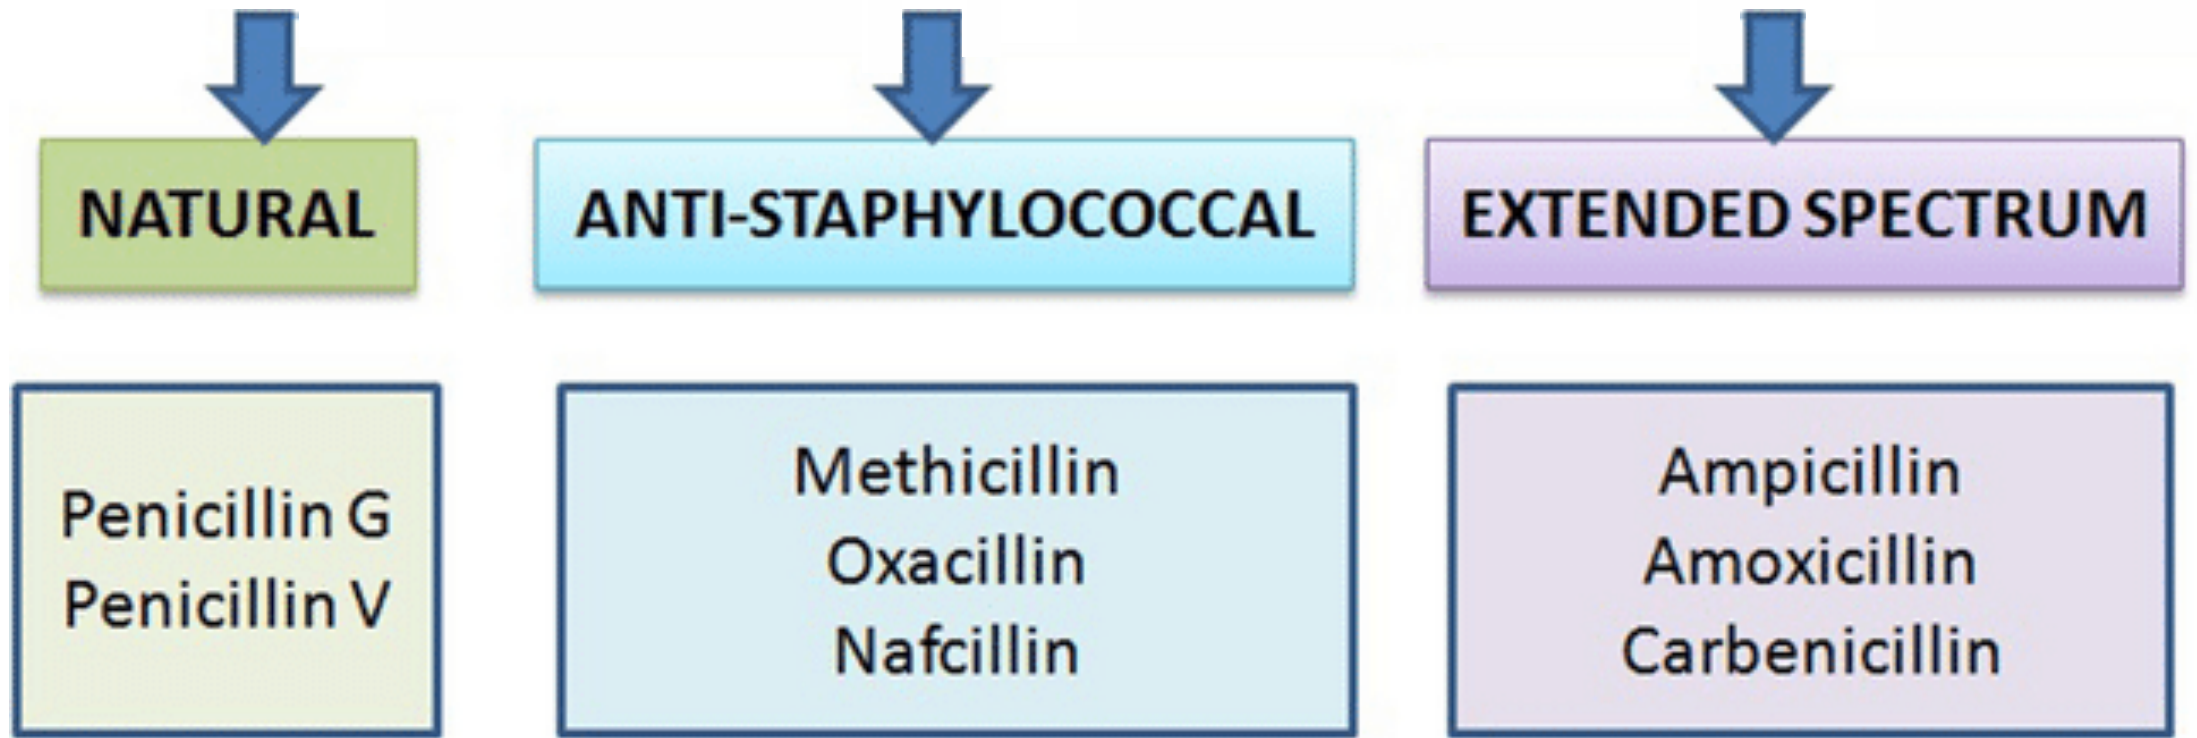 NATURAL
ANTI-STAPHYLOCOCCAL
EXTENDED SPECTRUM
Penicillin G
Penicillin V
Methicillin
Oxacillin
Nafcillin
Ampicillin
Amoxicillin
Carbenicillin